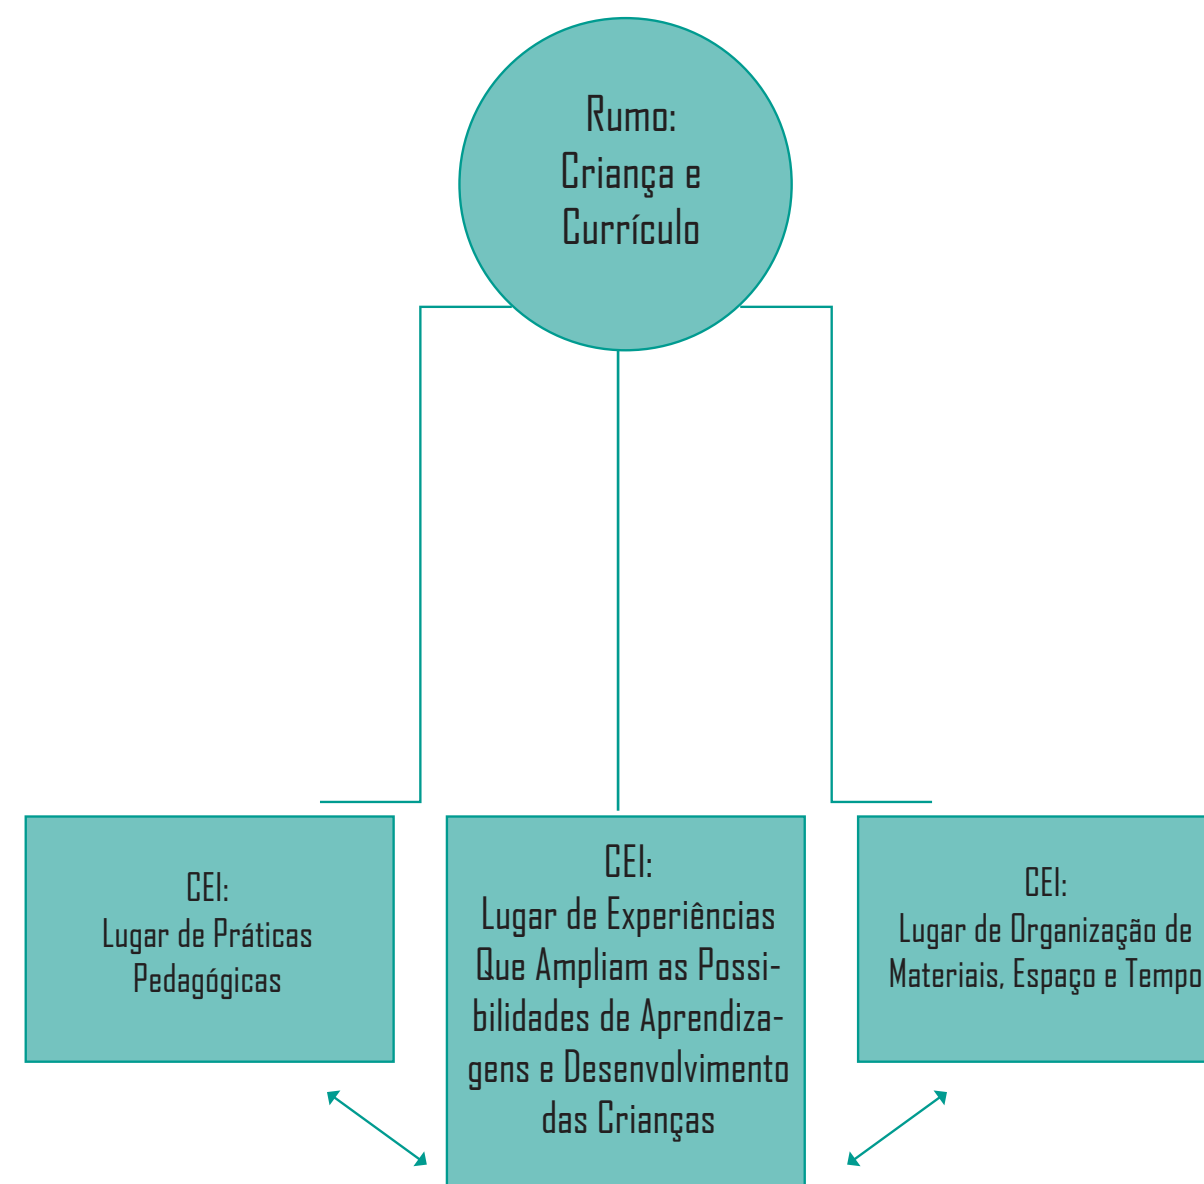 Rumo:
Criança e
Currículo
CEI:
Lugar de Práticas
Pedagógicas
CEI:
Lugar de Experiências
Que Ampliam as Possi-
bilidades de Aprendiza-
gens e Desenvolvimento
das Crianças
CEI:
Lugar de Organização de
Materiais, Espaço e Tempo